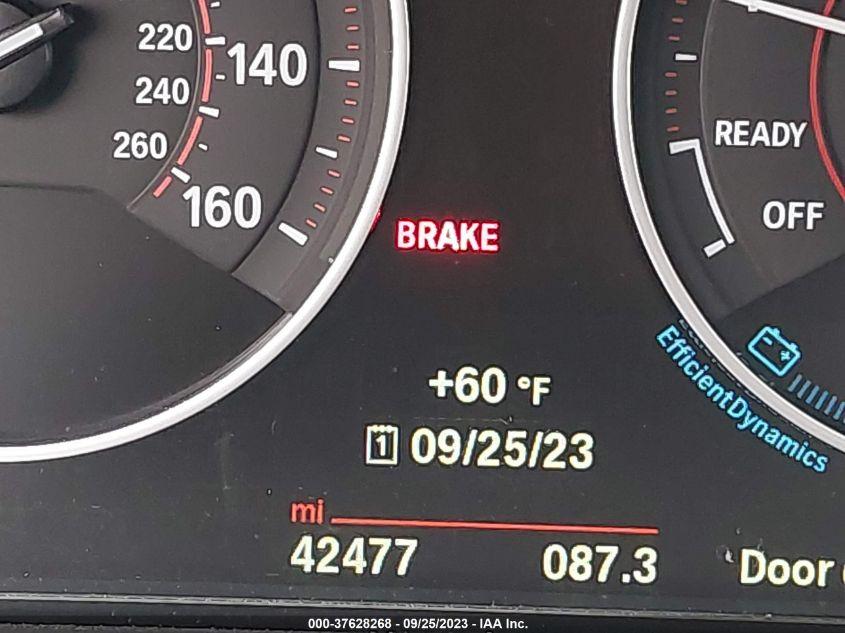 220
140
240
260
160
READY
OFF
BRAKE
EfficientDynamics
+60 °F
1 09/25/23
mi
42477 087.3 Door
000-37628268 - 09/25/2023 - IAA Inc.